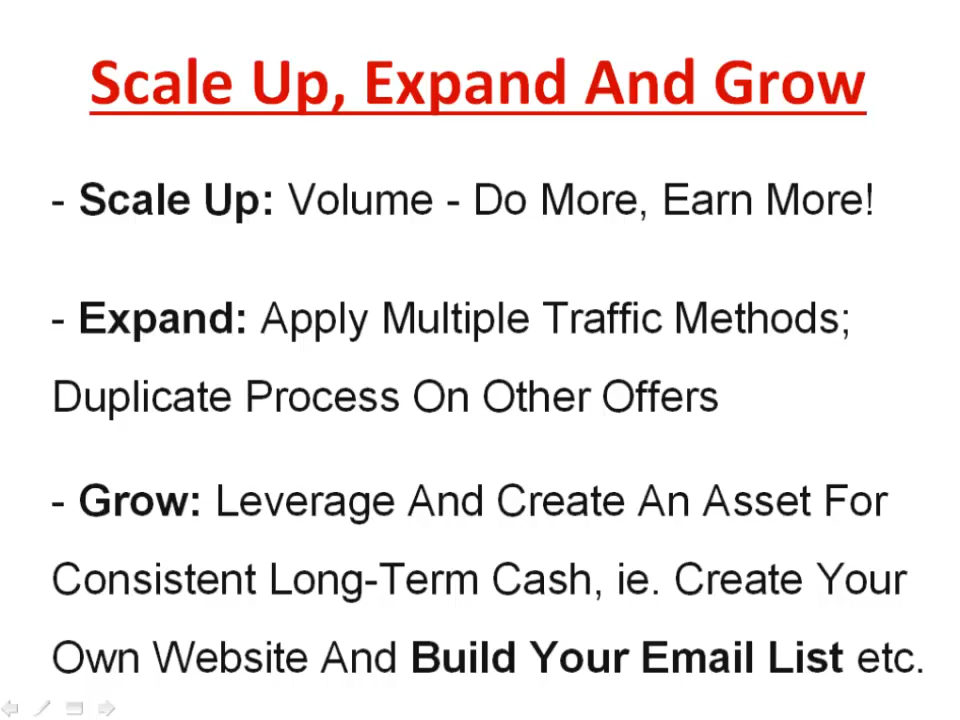 Scale Up, Expand And Grow
- Scale Up: Volume - Do More, Earn More!
- Expand: Apply Multiple Traffic Methods;
Duplicate Process On Other Offers
- Grow: Leverage And Create An Asset For
Consistent Long-Term Cash, ie. Create Your
Own Website And Build Your Email List etc.